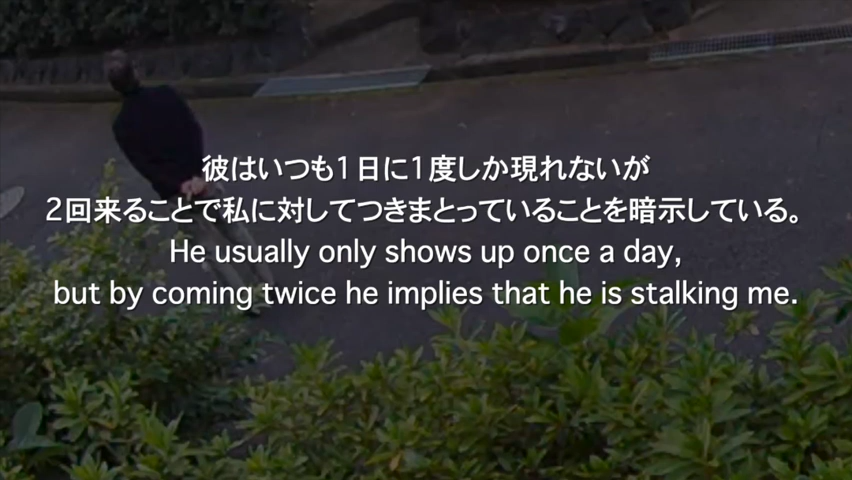 彼はいつも1日に1度しか現れないが
2回来ることで私に対してつきまとっていることを暗示している。
He usually only shows up once a day,
but by coming twice he implies that he is stalking me.